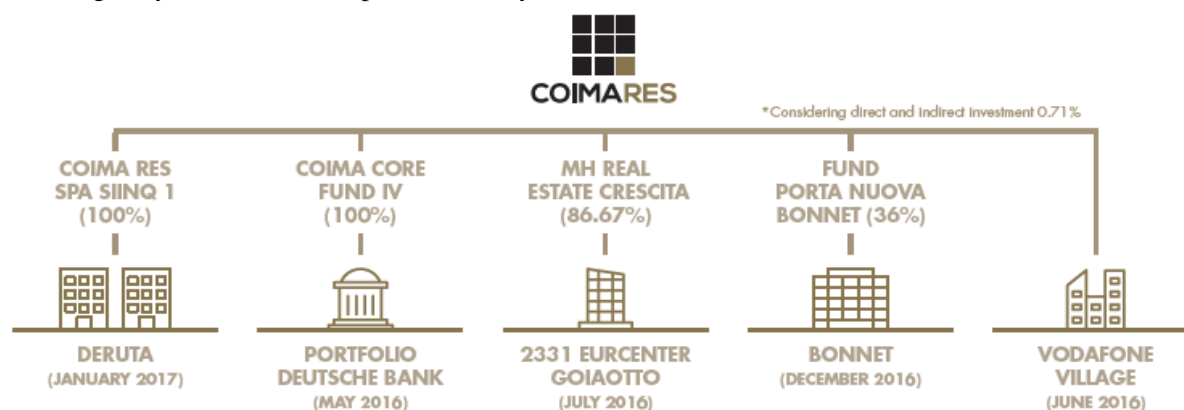 COIMARES
*Considering direct and indirect investment 0.71%
COIMA RES
SPA SIINQ 1
(100%)
COIMA CORE
FUND IV
(100%)
MH REAL
ESTATE CRESCITA
(86.67%)
FUND
PORTA NUOVA
BONNET (36%)
DERUTA
(JANUARY 2017)
PORTFOLIO
DEUTSCHE BANK
(MAY 2016)
2331 EURCENTER
GOIAOTTO
(JULY 2016)
BONNET
(DECEMBER 2016)
VODAFONE
VILLAGE
(JUNE 2016)